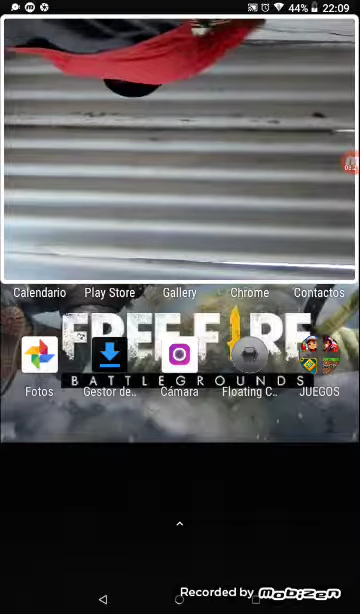 44% 22:09
Calendario Play Store Gallery Chrome Contactos
FREE FIRE
BATTLEGROUNDS
Fotos Gestor de.. Cámara Floating C.. JUEGOS
Recorded by Mobizen